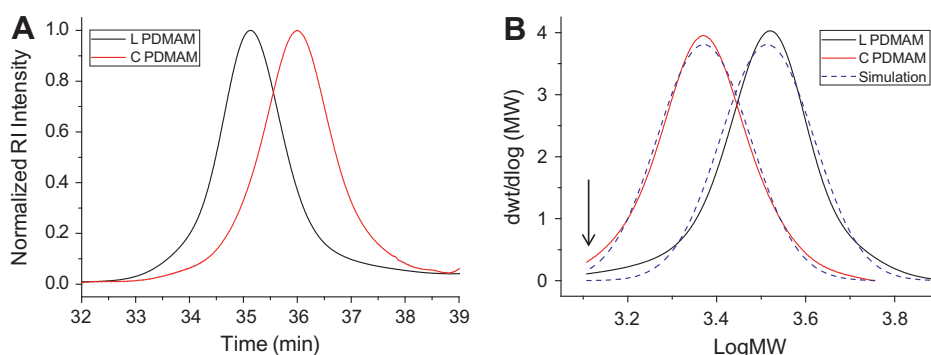 A
L PDMAM
C PDMAM
Normalized RI Intensity
1.0
0.8
0.6
0.4
0.2
0.0
32 33 34 35 36 37 38 39
Time (min)
B
L PDMAM
C PDMAM
Simulation
dwt/dlog (MW)
4
3
2
1
0
3.2 3.4 3.6 3.8
LogMW